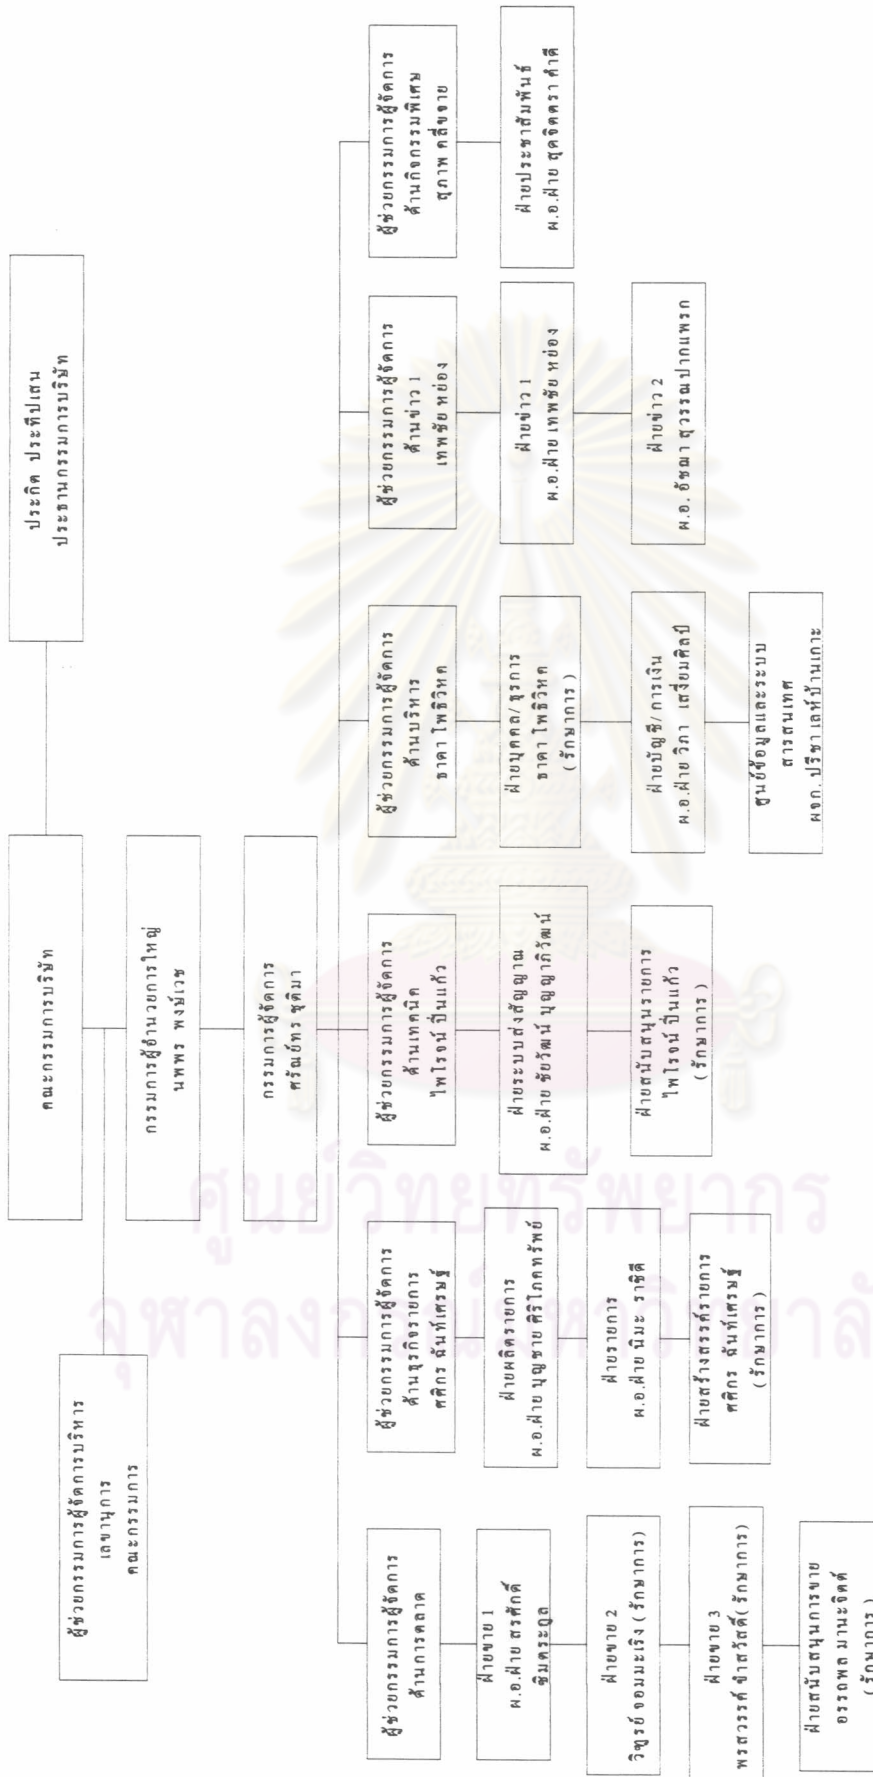 ประกิต ประทีปเสน
ประธานกรรมการบริษัท
คณะกรรมการบริษัท
ผู้ช่วยกรรมการผู้จัดการบริหาร
เลขานุการ
คณะกรรมการ
กรรมการผู้อำนวยการใหญ่
นพพร พงษ์เวช
กรรมการผู้จัดการ
ศรัณย์ทร ชุติมา
ผู้ช่วยกรรมการผู้จัดการ
ด้านการตลาด
ฝ่ายขาย 1
ผ.อ.ฝ่าย สรศักดิ์
ชิมตระกูล
ฝ่ายขาย 2
วิฑูรย์ จอมมะเริง (รักษาการ)
ฝ่ายขาย 3
พรสวรรค์ ขำสวัสดิ์(รักษาการ)
ฝ่ายสนับสนุนการขาย
อรรถพล มานะจิตต์
(รักษาการ)
ผู้ช่วยกรรมการผู้จัดการ
ด้านธุรกิจรายการ
ศศิกร ฉันท์เศรษฐ์
ฝ่ายผลิตรายการ
ผ.อ.ฝ่าย บุญชาย ศิริโภคทรัพย์
ฝ่ายรายการ
ผ.อ.ฝ่าย นิมะ ราชิดี
ฝ่ายสร้างสรรค์รายการ
ศศิกร ฉันท์เศรษฐ์
(รักษาการ)
ผู้ช่วยกรรมการผู้จัดการ
ด้านเทคนิค
ไพโรจน์ ปิ่นแก้ว
ฝ่ายระบบส่งสัญญาณ
ผ.อ.ฝ่าย ชัยวัฒน์ บุญญาภิวัฒน์
ฝ่ายสนับสนุนรายการ
ไพโรจน์ ปิ่นแก้ว
(รักษาการ)
ผู้ช่วยกรรมการผู้จัดการ
ด้านบริหาร
ธาดา โพธิวิหค
ฝ่ายบุคคล/ธุรการ
ธาดา โพธิวิหค
(รักษาการ)
ฝ่ายบัญชี/การเงิน
ผ.อ.ฝ่าย วิภา เสงี่ยมศิลป์
ศูนย์ข้อมูลและระบบ
สารสนเทศ
ผจก. ปรีชา เลห์บ้านเกาะ
ผู้ช่วยกรรมการผู้จัดการ
ด้านข่าว 1
เทพชัย หย่อง
ฝ่ายข่าว 1
ผ.อ.ฝ่าย เทพชัย หย่อง
ฝ่ายข่าว 2
ผ.อ. อัชฌา สุวรรณปากแพรก
ผู้ช่วยกรรมการผู้จัดการ
ด้านกิจกรรมพิเศษ
สุภาพ คลี่ขจาย
ฝ่ายประชาสัมพันธ์
ผ.อ.ฝ่าย สุดจิตตรา คำดี
ศูนย์วิทยทรัพยากร